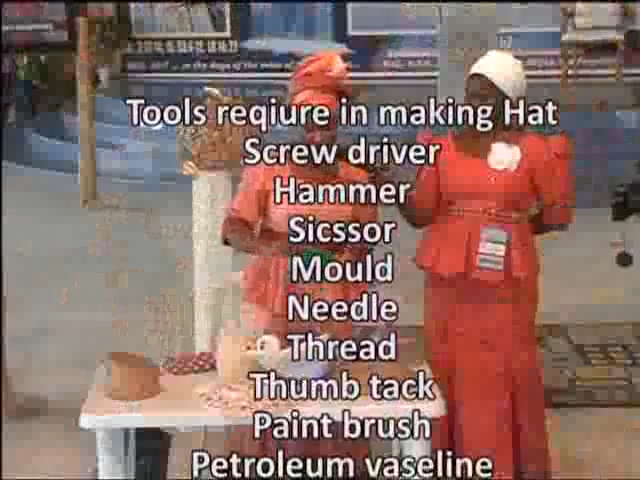 Tools reqiure in making Hat
Screw driver
Hammer
Sicssor
Mould
Needle
Thread
Thumb tack
Paint brush
Petroleum vaseline